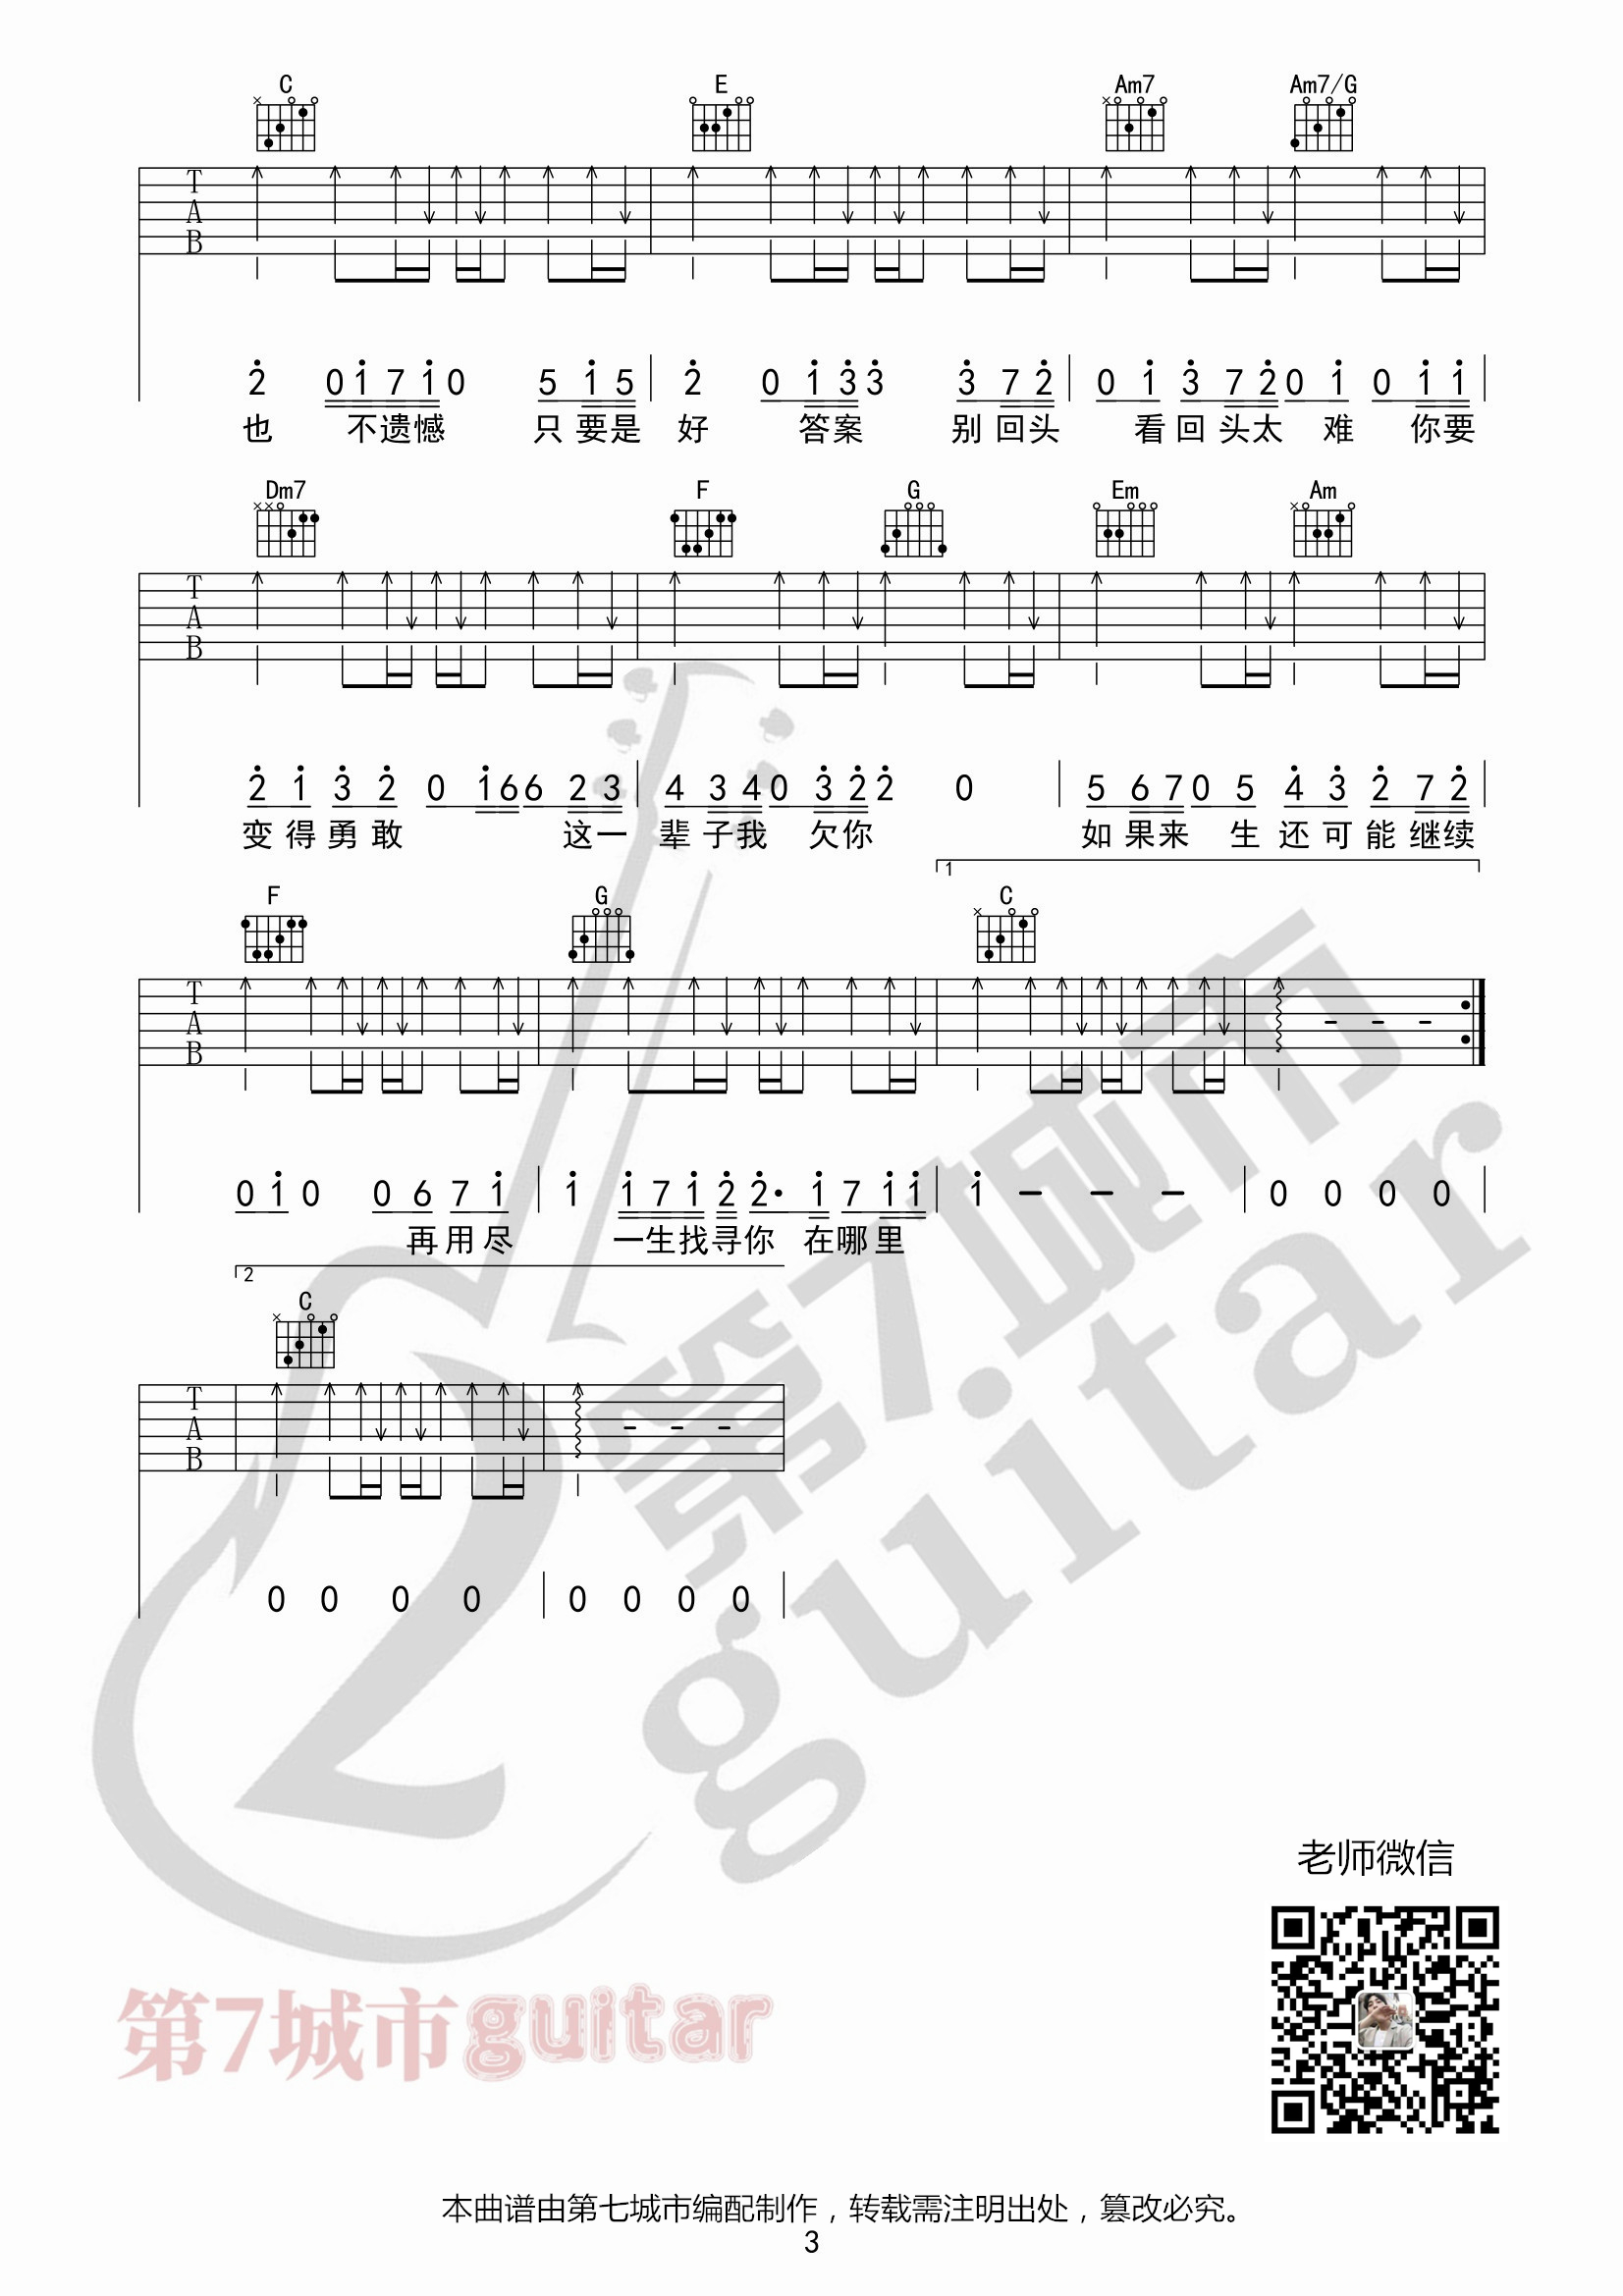 C E Am7 Am7/G
T
A
B
2 0 1 7 1 0 5 1 5 2 0 1 3 3 3 7 2 0 1 3 7 2 0 1 0 1 1
也 不遗憾 只 要是 好 答案 别 回头 看 回 头太 难 你要
Dm7 F G Em Am
T
A
B
2 1 3 2 0 1 6 6 2 3 4 3 4 0 3 2 2 0 5 6 7 0 5 4 3 2 7 2
变 得 勇 敢 这一 辈 子我 欠你 如 果来 生 还 可 能 继续
1
F G C
T
A
B
0 1 0 0 6 7 1 1 1 7 1 2 2· 1 7 1 1 1 - - - 0 0 0 0
再 用 尽 一生找寻你 在哪里
2
C
T
A
B
0 0 0 0 0 0 0 0
第7城市
guitar
老师微信
第7城市guitar
本曲谱由第七城市编配制作，转载需注明出处，篡改必究。
3